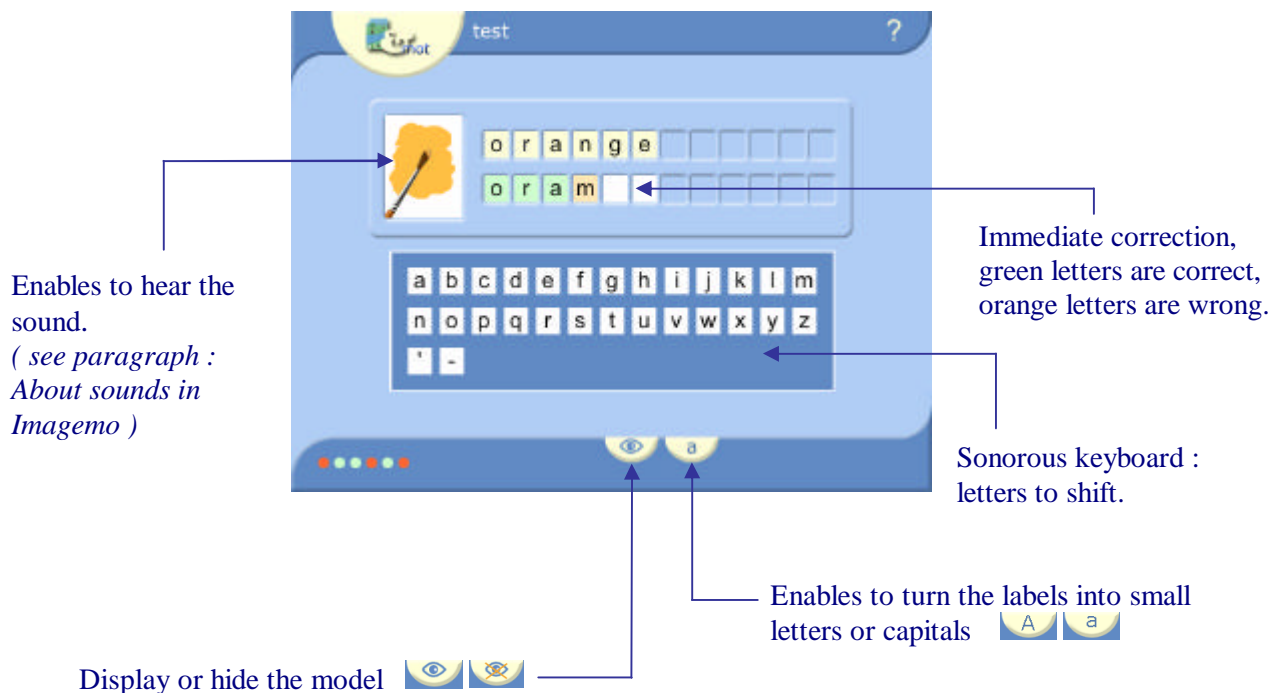 test
?
mot
o r a n g e
o r a m
a b c d e f g h i j k l m
n o p q r s t u v w x y z
' -
a
Enables to hear the
sound.
( see paragraph :
About sounds in
Imagemo )
Immediate correction,
green letters are correct,
orange letters are wrong.
Sonorous keyboard :
letters to shift.
Enables to turn the labels into small
letters or capitals A a
Display or hide the model